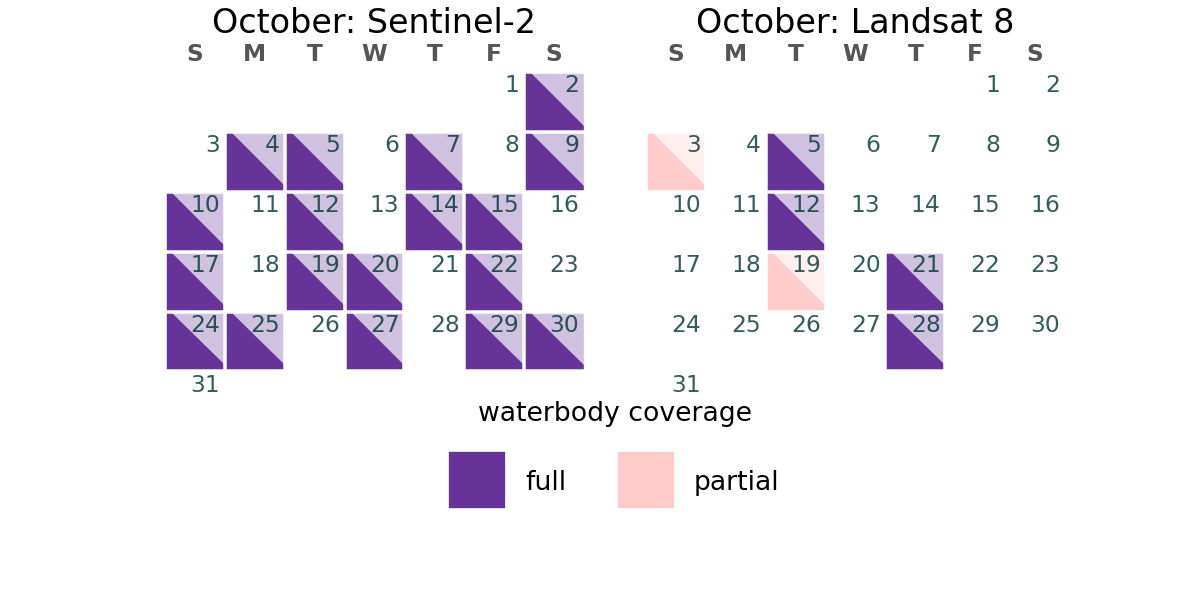 October: Sentinel-2
S M T W T F S
1 2
3 4 5 6 7 8 9
10 11 12 13 14 15 16
17 18 19 20 21 22 23
24 25 26 27 28 29 30
31
October: Landsat 8
S M T W T F S
1 2
3 4 5 6 7 8 9
10 11 12 13 14 15 16
17 18 19 20 21 22 23
24 25 26 27 28 29 30
31
waterbody coverage
full partial